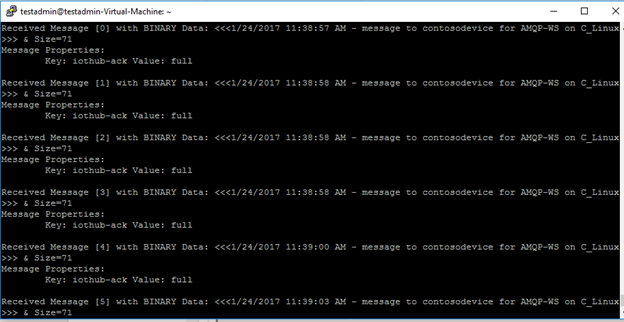 testadmin@testadmin-Virtual-Machine: ~
Received Message [0] with BINARY Data: <<<1/24/2017 11:38:57 AM - message to contosodevice for AMQP-WS on C_Linux
>>> & Size=71
Message Properties:
Key: iothub-ack Value: full
Received Message [1] with BINARY Data: <<<1/24/2017 11:38:58 AM - message to contosodevice for AMQP-WS on C_Linux
>>> & Size=71
Message Properties:
Key: iothub-ack Value: full
Received Message [2] with BINARY Data: <<<1/24/2017 11:38:58 AM - message to contosodevice for AMQP-WS on C_Linux
>>> & Size=71
Message Properties:
Key: iothub-ack Value: full
Received Message [3] with BINARY Data: <<<1/24/2017 11:38:58 AM - message to contosodevice for AMQP-WS on C_Linux
>>> & Size=71
Message Properties:
Key: iothub-ack Value: full
Received Message [4] with BINARY Data: <<<1/24/2017 11:39:00 AM - message to contosodevice for AMQP-WS on C_Linux
>>> & Size=71
Message Properties:
Key: iothub-ack Value: full
Received Message [5] with BINARY Data: <<<1/24/2017 11:39:03 AM - message to contosodevice for AMQP-WS on C_Linux
>>> & Size=71